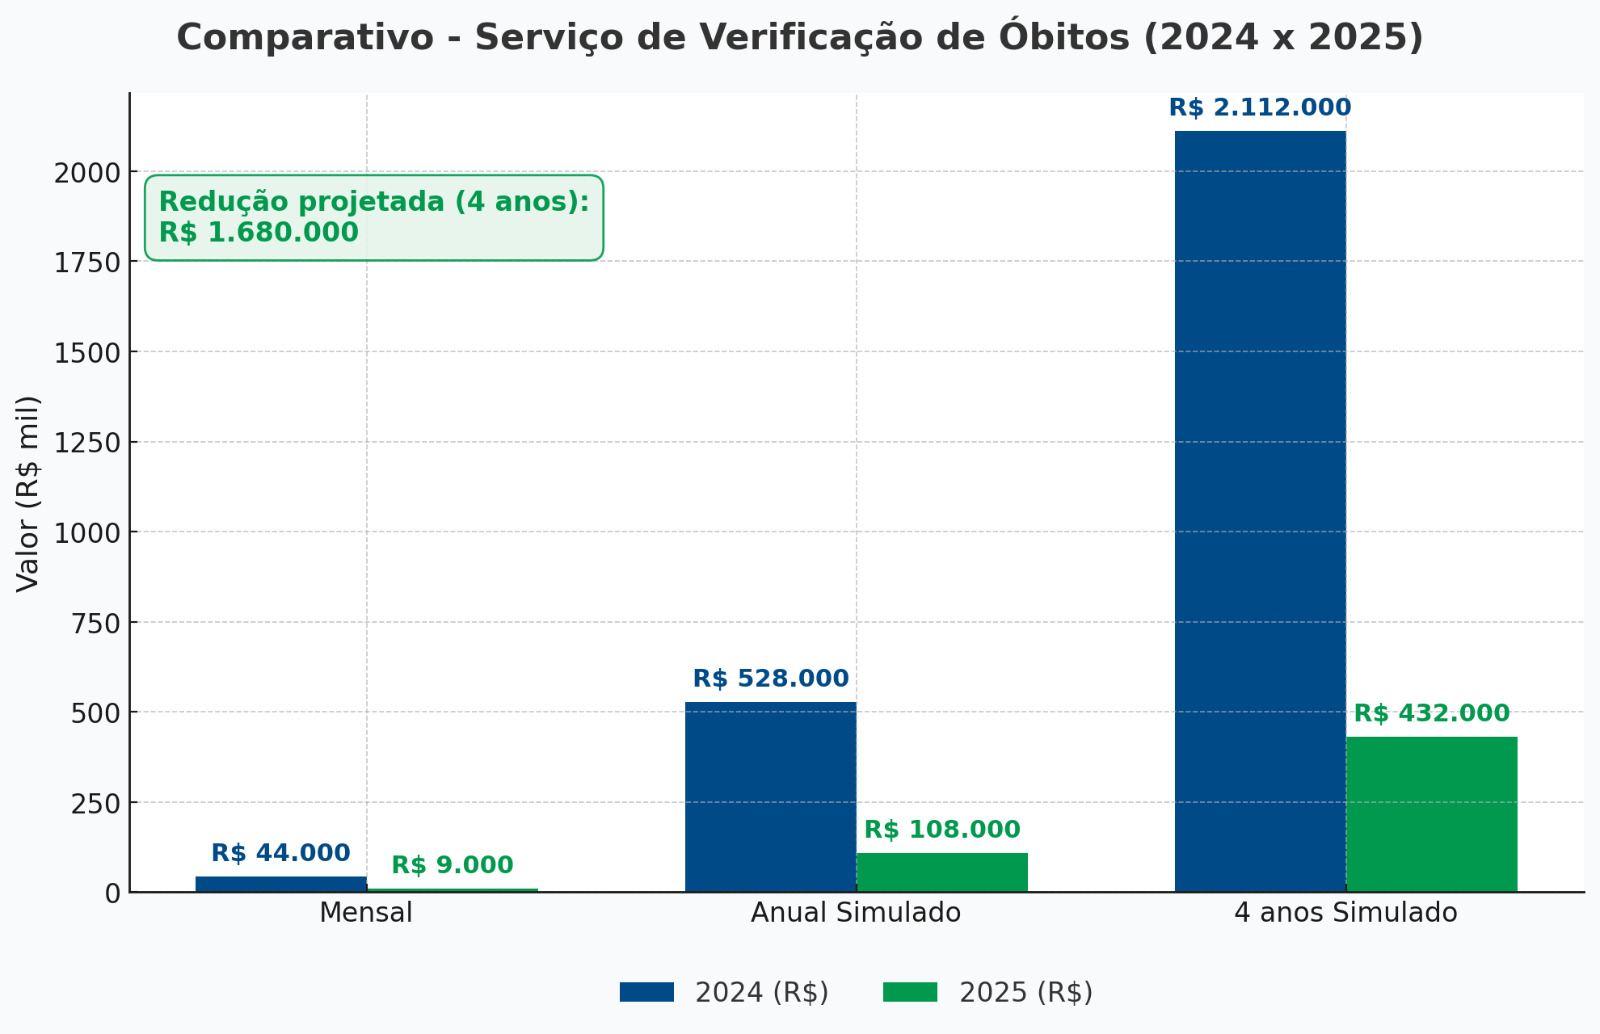 Comparativo - Serviço de Verificação de Óbitos (2024 x 2025)
R$ 2.112.000
2000
Redução projetada (4 anos):
R$ 1.680.000
1750
1500
1250
1000
750
500
250
0
Valor (R$ mil)
R$ 528.000
R$ 432.000
R$ 108.000
R$ 44.000
R$ 9.000
Mensal
Anual Simulado
4 anos Simulado
2024 (R$)
2025 (R$)